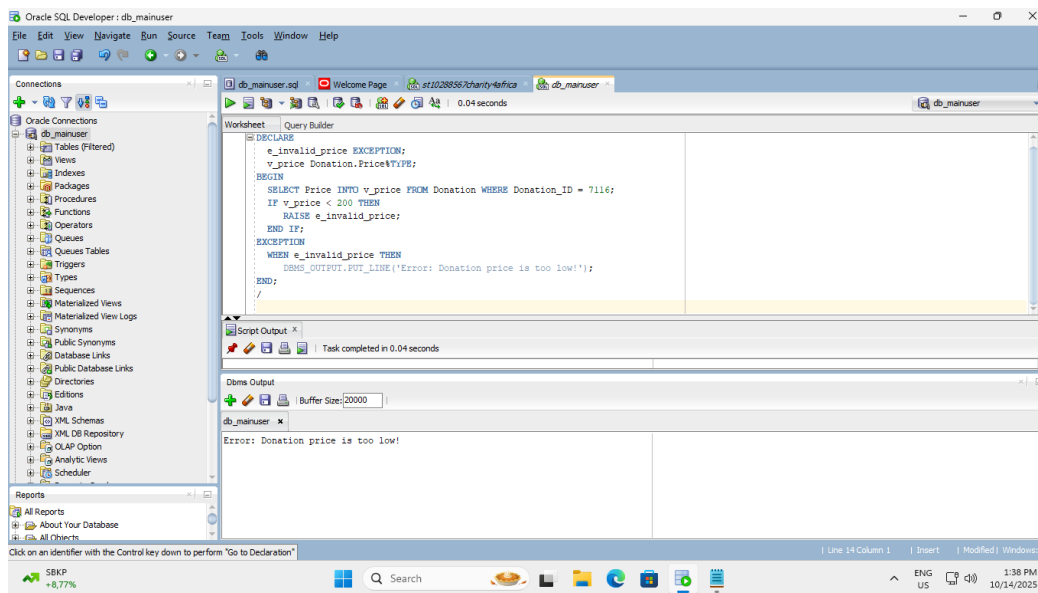 Oracle SQL Developer : db_mainuser
File Edit View Navigate Run Source Team Tools Window Help
Connections
db_mainuser.sql
Welcome Page
st10288567charity4africa
db_mainuser
0.04 seconds
db_mainuser
Worksheet Query Builder
Oracle Connections
db_mainuser
Tables (Filtered)
Views
Indexes
Packages
Procedures
Functions
Operators
Queues
Queues Tables
Triggers
Types
Sequences
Materialized Views
Materialized View Logs
Synonyms
Public Synonyms
Database Links
Public Database Links
Directories
Editions
Java
XML Schemas
XML DB Repository
OLAP Option
Analytic Views
Scheduler
DECLARE
e_invalid_price EXCEPTION;
v_price Donation.Price%TYPE;
BEGIN
SELECT Price INTO v_price FROM Donation WHERE Donation_ID = 7116;
IF v_price < 200 THEN
RAISE e_invalid_price;
END IF;
EXCEPTION
WHEN e_invalid_price THEN
DBMS_OUTPUT.PUT_LINE('Error: Donation price is too low!');
END;
/
Script Output
Task completed in 0.04 seconds
Dbms Output
Buffer Size: 20000
db_mainuser
Error: Donation price is too low!
Reports
All Reports
About Your Database
All Objects
Click on an identifier with the Control key down to perform "Go to Declaration"
Line 14 Column 1 | Insert | Modified | Windows:
SBKP
+8,77%
Search
ENG
US
1:38 PM
10/14/2025